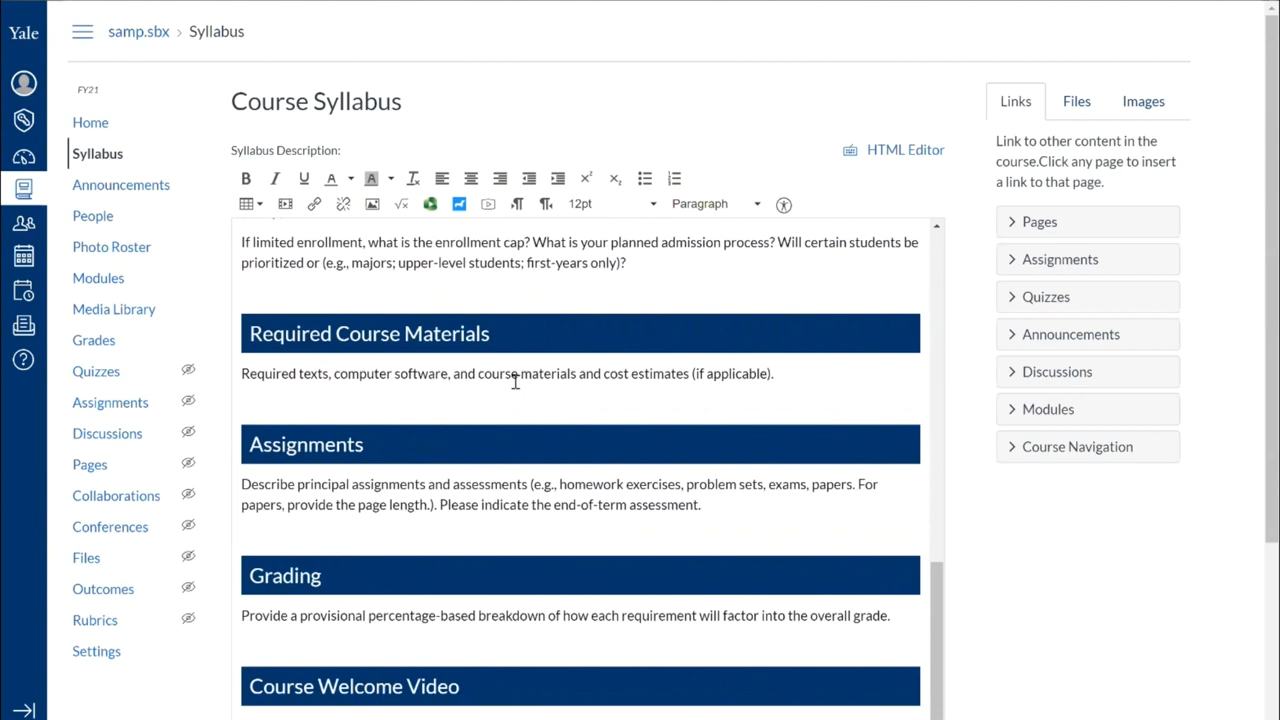 Yale
samp.sbx › Syllabus
FY21
Home
Syllabus
Announcements
People
Photo Roster
Modules
Media Library
Grades
Quizzes
Assignments
Discussions
Pages
Collaborations
Conferences
Files
Outcomes
Rubrics
Settings
Course Syllabus
Syllabus Description:
HTML Editor
12pt
Paragraph
If limited enrollment, what is the enrollment cap? What is your planned admission process? Will certain students be
prioritized or (e.g., majors; upper-level students; first-years only)?
Required Course Materials
Required texts, computer software, and course materials and cost estimates (if applicable).
Assignments
Describe principal assignments and assessments (e.g., homework exercises, problem sets, exams, papers. For
papers, provide the page length.). Please indicate the end-of-term assessment.
Grading
Provide a provisional percentage-based breakdown of how each requirement will factor into the overall grade.
Course Welcome Video
Links Files Images
Link to other content in the
course.Click any page to insert
a link to that page.
Pages
Assignments
Quizzes
Announcements
Discussions
Modules
Course Navigation